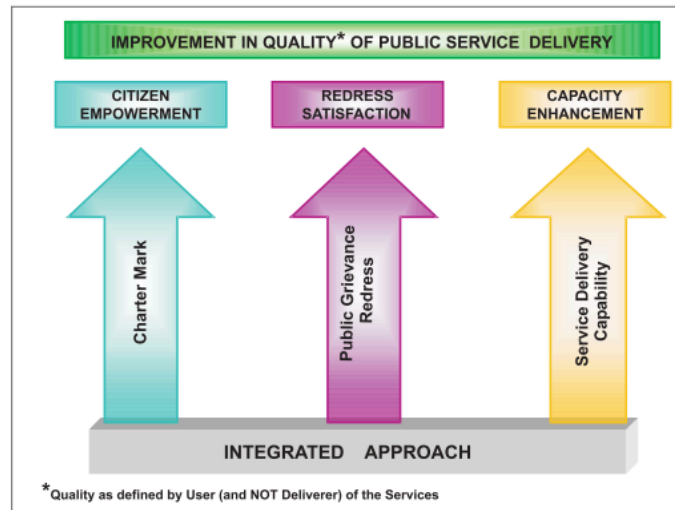 IMPROVEMENT IN QUALITY* OF PUBLIC SERVICE DELIVERY
CITIZEN
EMPOWERMENT
REDRESS
SATISFACTION
CAPACITY
ENHANCEMENT
Charter Mark
Public Grievance
Redress
Service Delivery
Capability
INTEGRATED APPROACH
*Quality as defined by User (and NOT Deliverer) of the Services